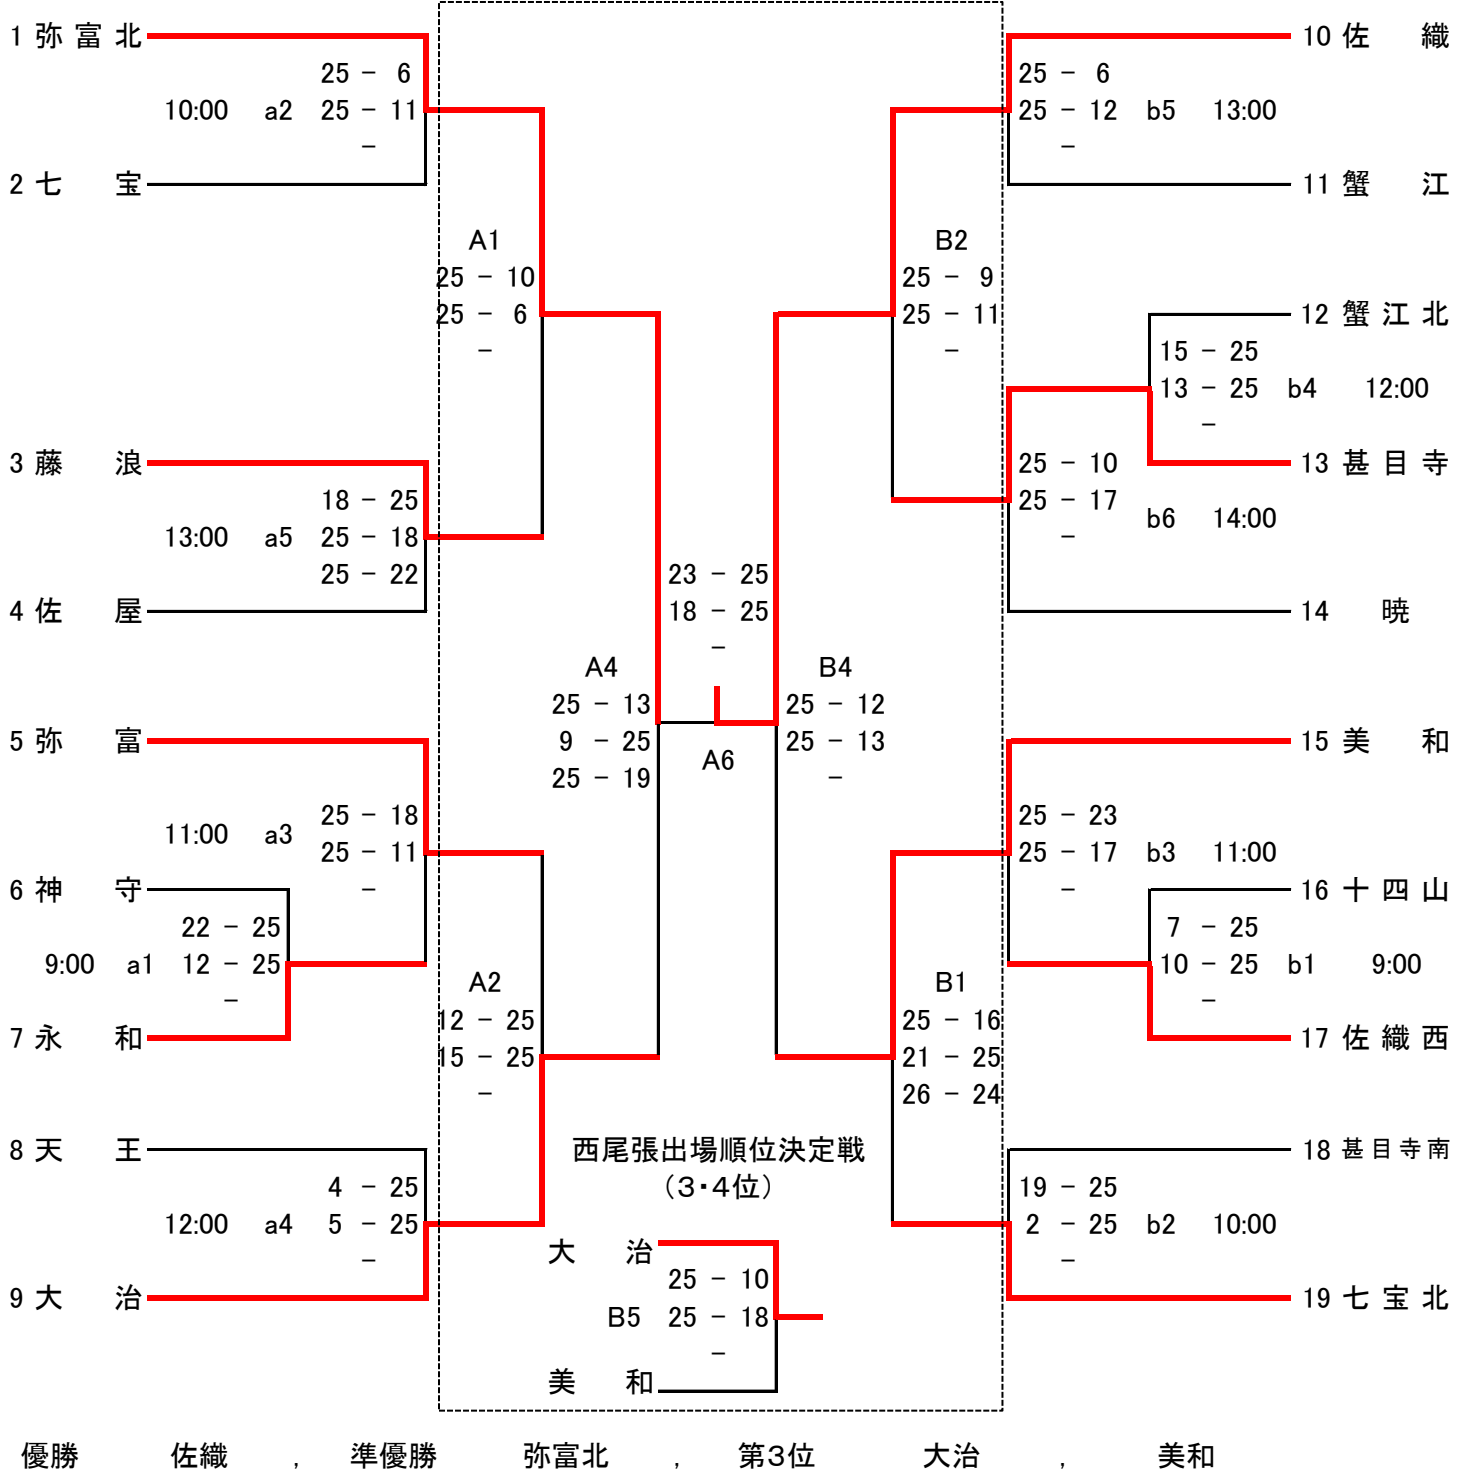 1 弥富北
25 − 6
10:00 a2 25 − 11
−
2 七宝
A1
25 − 10
25 − 6
−
3 藤浪
18 − 25
13:00 a5 25 − 18
25 − 22
4 佐屋
5 弥富
25 − 18
11:00 a3
25 − 11
−
6 神守
22 − 25
9:00 a1 12 − 25
−
7 永和
A2
12 − 25
15 − 25
−
8 天王
4 − 25
12:00 a4 5 − 25
−
9 大治
A4
25 − 13
9 − 25
25 − 19
23 − 25
18 − 25
−
A6
B4
25 − 12
25 − 13
−
10 佐織
25 − 6
25 − 12 b5 13:00
−
11 蟹江
B2
25 − 9
25 − 11
−
12 蟹江北
15 − 25
13 − 25 b4 12:00
−
13 甚目寺
25 − 10
25 − 17
b6 14:00
−
14 暁
15 美和
25 − 23
25 − 17 b3 11:00
−
16 十四山
7 − 25
10 − 25 b1 9:00
−
17 佐織西
B1
25 − 16
21 − 25
26 − 24
18 甚目寺南
19 − 25
2 − 25 b2 10:00
−
19 七宝北
西尾張出場順位決定戦
（３・４位）
大治
25 − 10
B5 25 − 18
−
美和
優勝 佐織 , 準優勝 弥富北 , 第３位 大治 , 美和